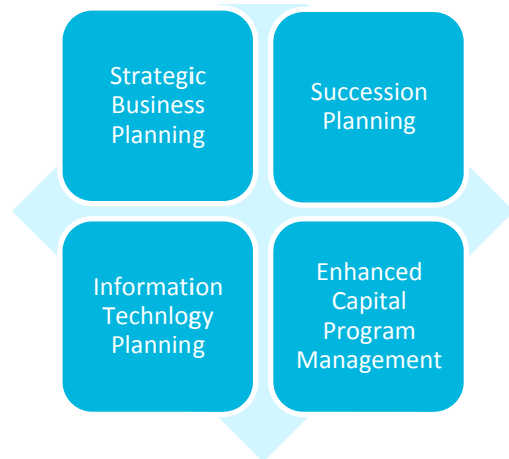 Strategic
Business
Planning
Succession
Planning
Information
Technlogy
Planning
Enhanced
Capital
Program
Management